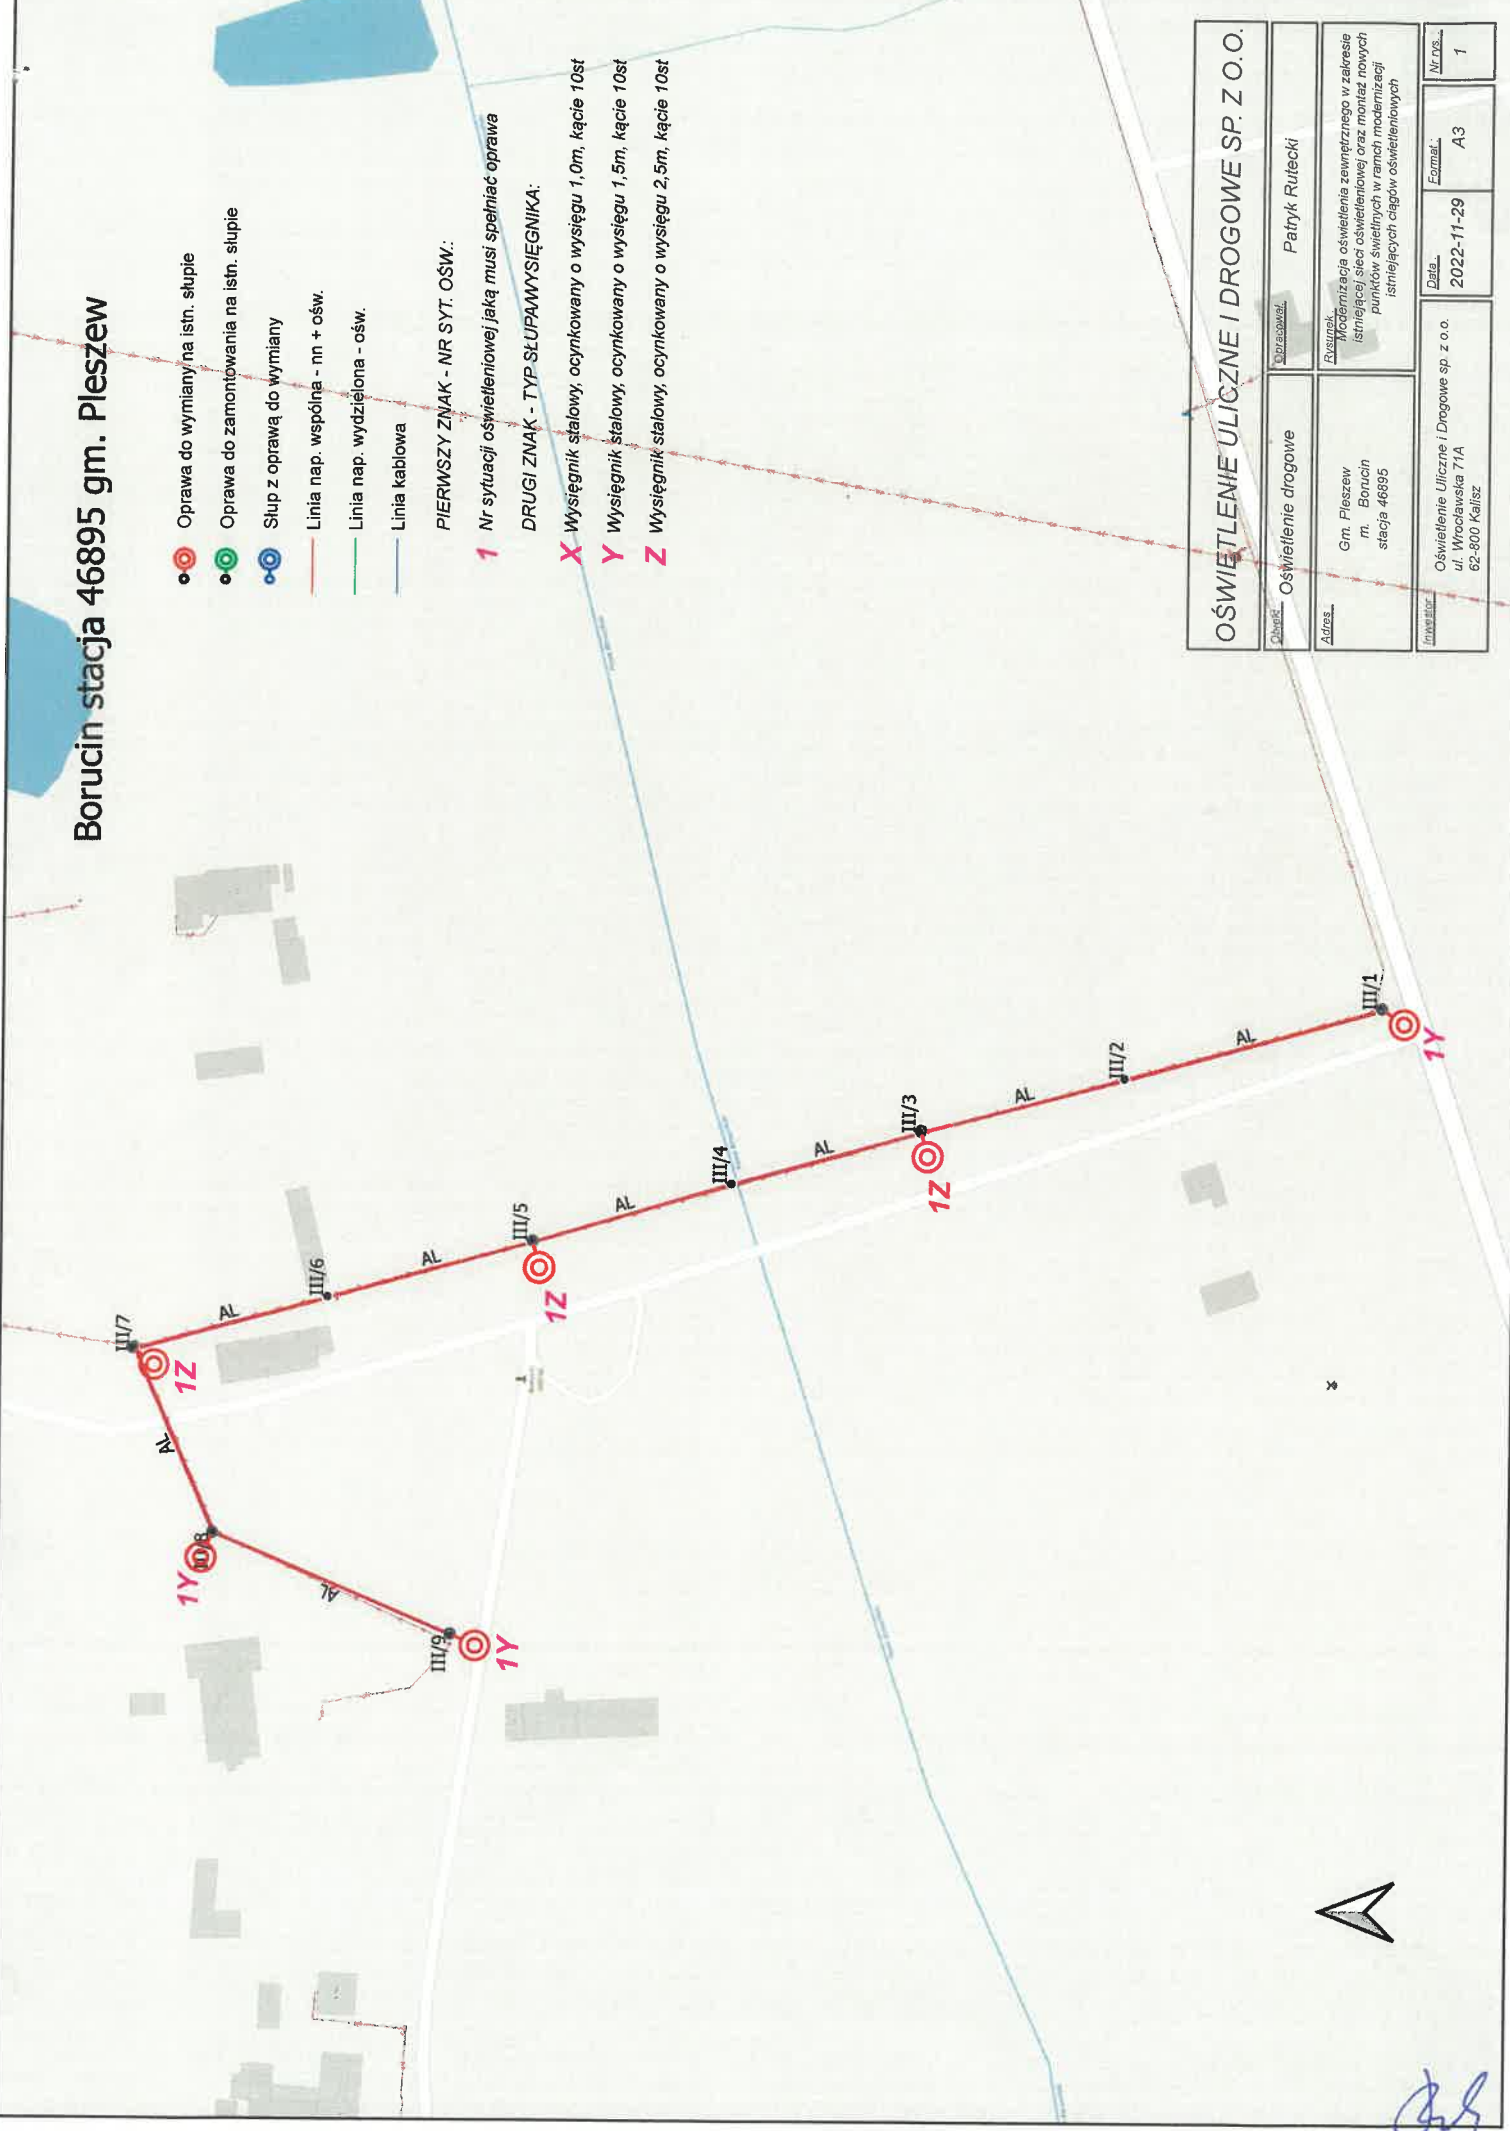 Borucin stacja 46895 gm. Pleszew
Oprawa do wymiany na istn. słupie
Oprawa do zamontowania na istn. słupie
Słup z oprawą do wymiany
Linia nap. wspólna - nn + ośw.
Linia nap. wydzielona - ośw.
Linia kablowa
PIERWSZY ZNAK - NR SYT. OŚW.:
1 Nr sytuacji oświetleniowej jaką musi spełniać oprawa
DRUGI ZNAK - TYP SŁUPA/WYSIĘGNIKA:
X Wysięgnik stalowy, ocynkowany o wysięgu 1,0m, kącie 10st
Y Wysięgnik stalowy, ocynkowany o wysięgu 1,5m, kącie 10st
Z Wysięgnik stalowy, ocynkowany o wysięgu 2,5m, kącie 10st
III/7
1Z
AL
AL
III/6
III/8
1Y
AL
AL
III/5
1Z
III/9
1Y
AL
III/4
AL
III/3
1Z
AL
III/2
AL
III/1
1Y
OŚWIETLENIE ULICZNE I DROGOWE SP. Z O.O.
Obiekt:
Oświetlenie drogowe
Opracował:
Patryk Rutecki
Adres:
Gm. Pleszew
m. Borucin
stacja 46895
Rysunek:
Modernizacja oświetlenia zewnętrznego w zakresie
istniejącej sieci oświetleniowej oraz montaż nowych
punktów świetlnych w ramch modernizacji
istniejących ciągów oświetleniowych
Inwestor:
Oświetlenie Uliczne i Drogowe sp. z o.o.
ul. Wrocławska 71A
62-800 Kalisz
Data:
2022-11-29
Format:
A3
Nr rys.:
1